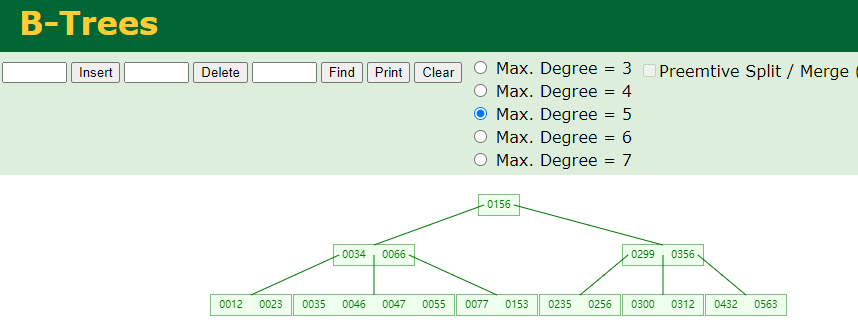 B-Trees
Insert Delete Find Print Clear
Max. Degree = 3
Max. Degree = 4
Max. Degree = 5
Max. Degree = 6
Max. Degree = 7
Preemtive Split / Merge (
0156
0034 0066 0299 0356
0012 0023 0035 0046 0047 0055 0077 0153 0235 0256 0300 0312 0432 0563